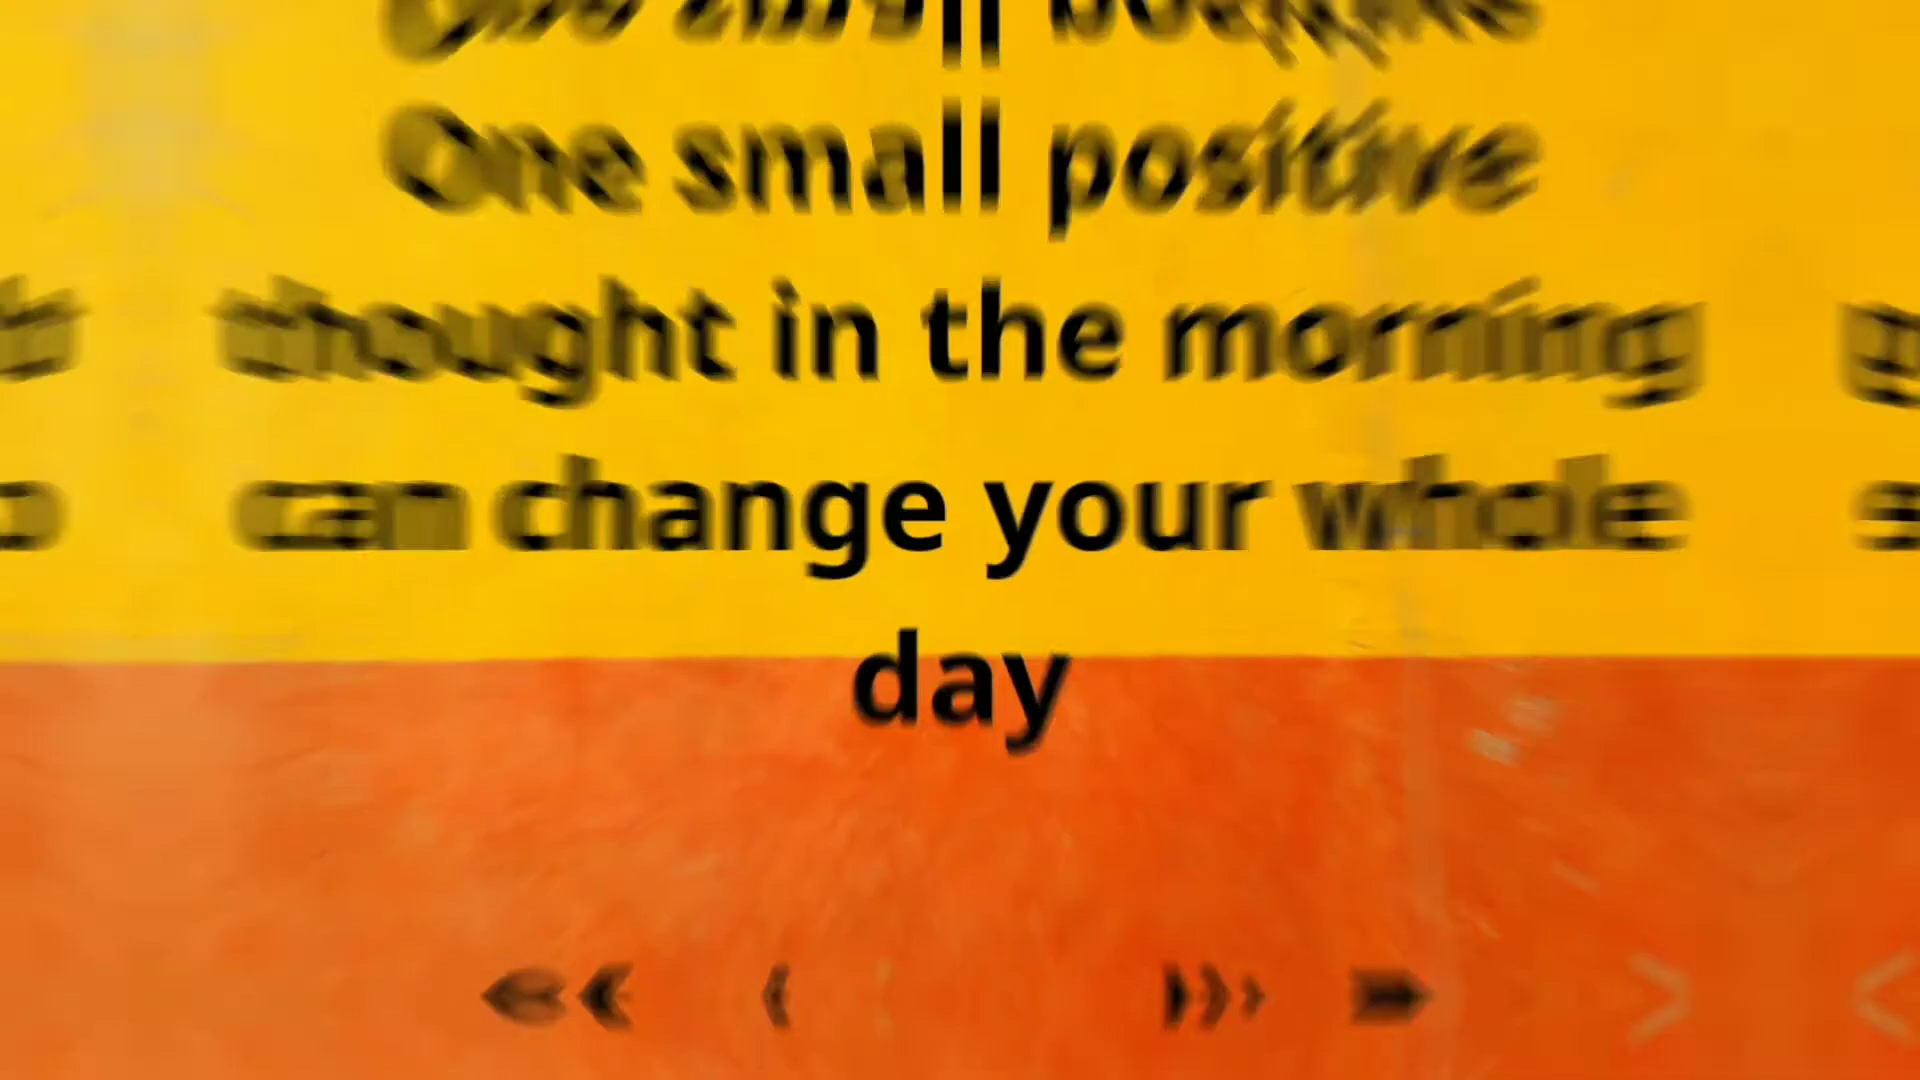 One small positive
thought in the morning
can change your whole
day